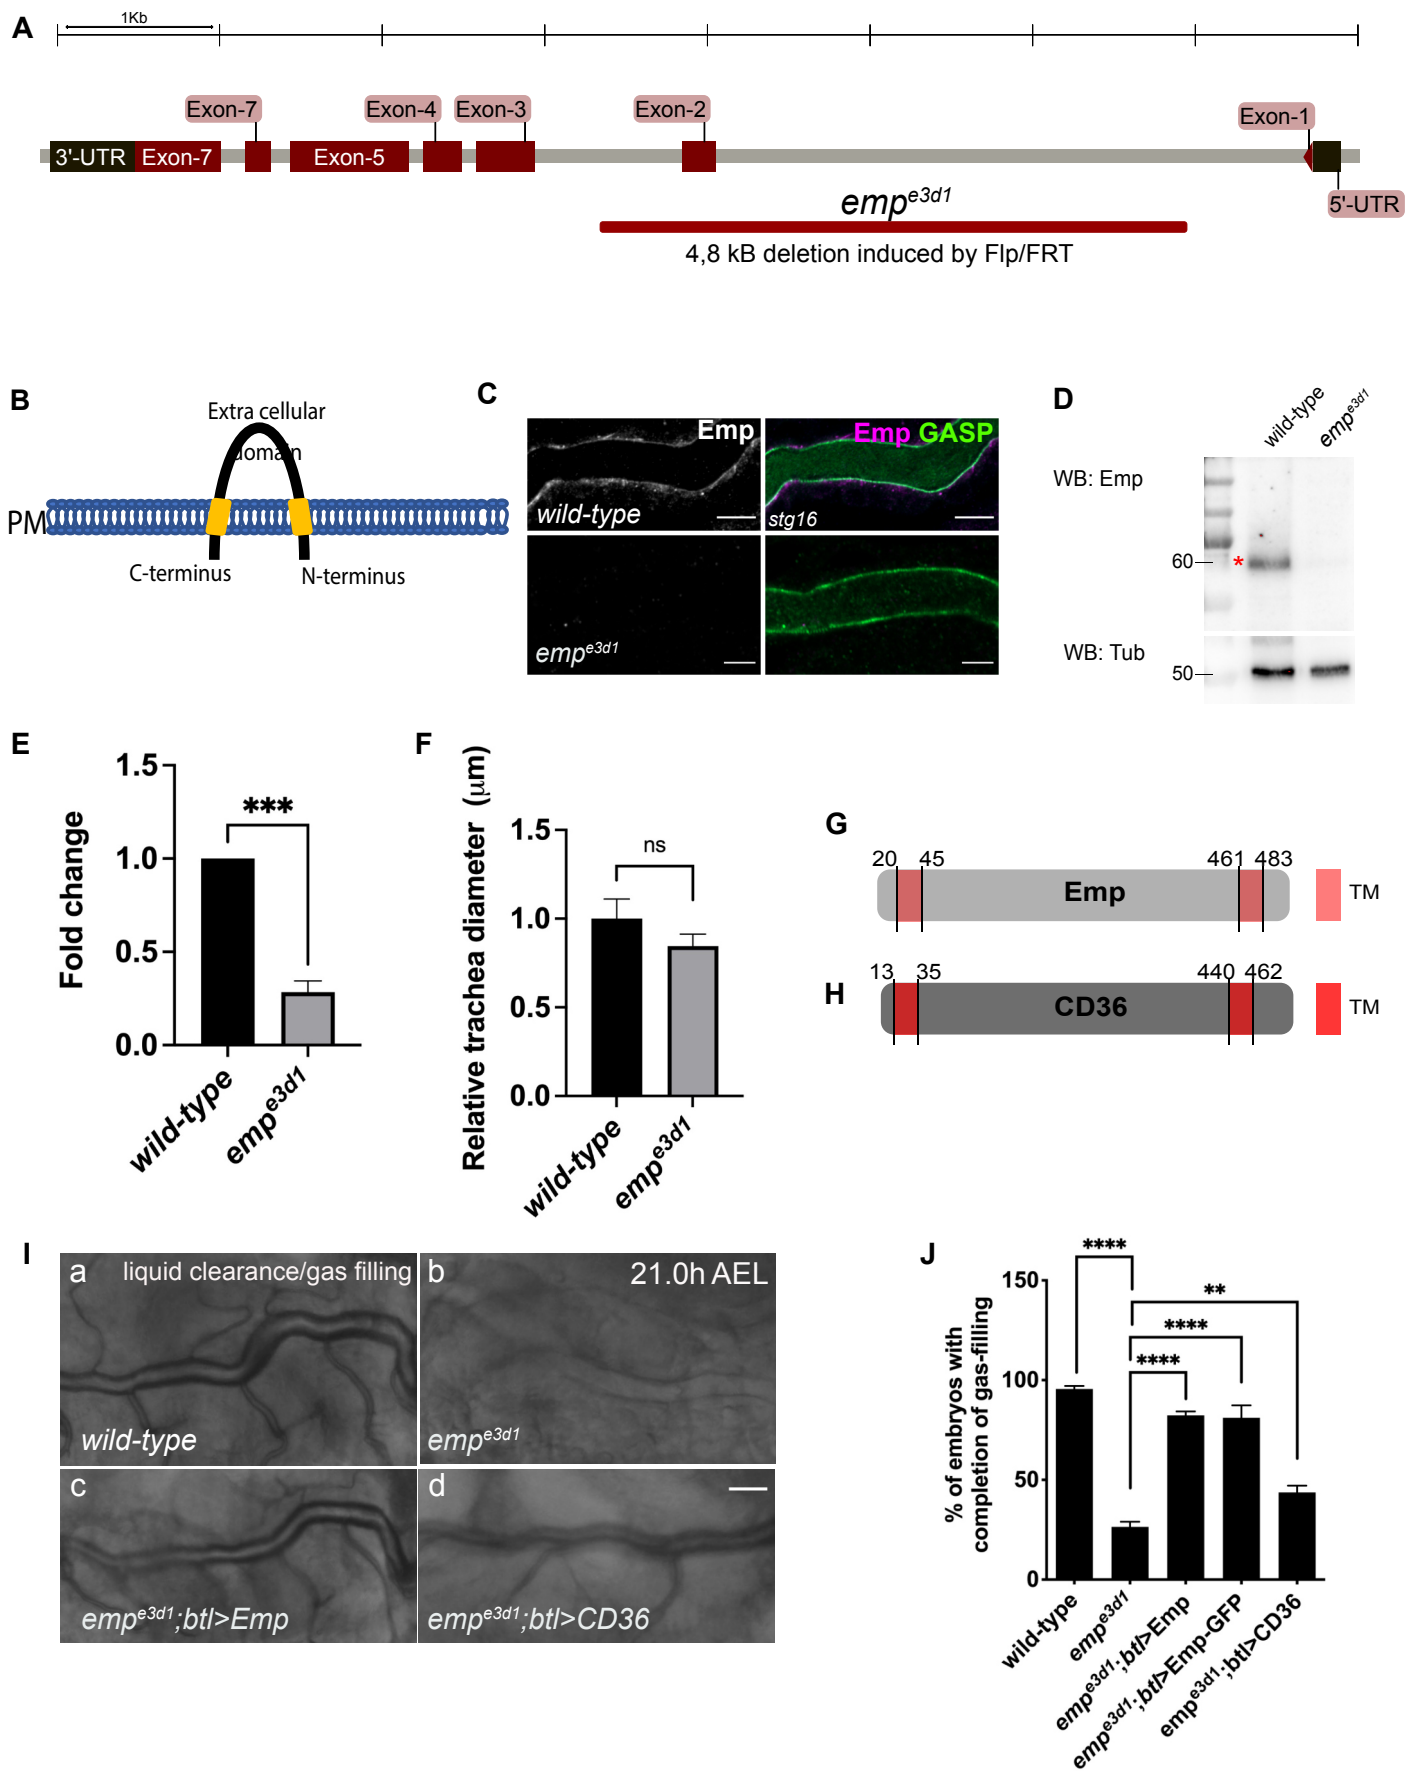 A
1Kb
Exon-7
Exon-4
Exon-3
Exon-2
Exon-1
3'-UTR
Exon-7
Exon-5
5'-UTR
emp^e3d1
4,8 kB deletion induced by Flp/FRT
B
Extra cellular
domain
PM
C-terminus
N-terminus
C
Emp
Emp GASP
wild-type
stg16
emp^e3d1
D
wild-type
emp^e3d1
WB: Emp
60
*
WB: Tub
50
E
Fold change
1.5
1.0
0.5
0.0
***
wild-type
emp^e3d1
F
Relative trachea diameter (μm)
1.5
1.0
0.5
0.0
ns
wild-type
emp^e3d1
G
20
45
461
483
Emp
TM
H
13
35
440
462
CD36
TM
I
a
liquid clearance/gas filling
wild-type
b
21.0h AEL
emp^e3d1
c
emp^e3d1;btl>Emp
d
emp^e3d1;btl>CD36
J
% of embryos with
completion of gas-filling
150
100
50
0
****
**
****
****
wild-type
emp^e3d1
emp^e3d1;btl>Emp
emp^e3d1;btl>Emp-GFP
emp^e3d1;btl>CD36